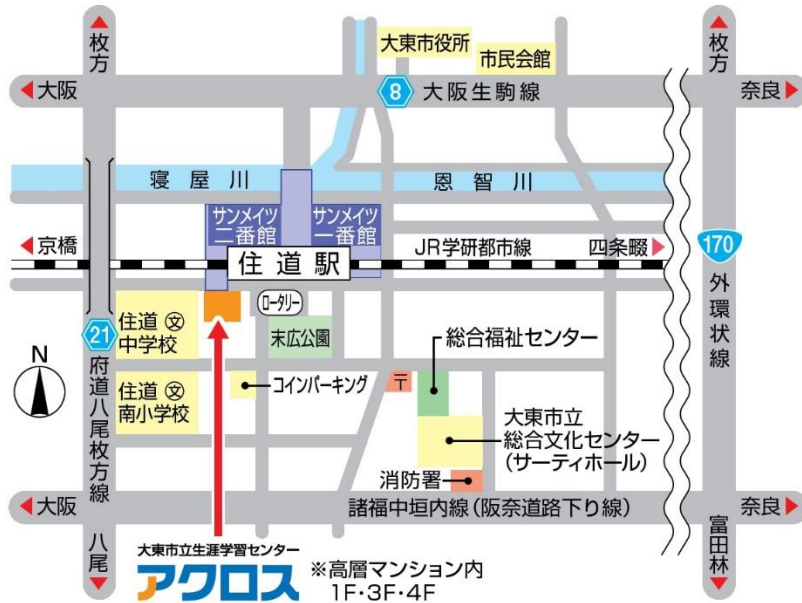 枚方
大東市役所
市民会館
枚方
大阪
8
大阪生駒線
奈良
寝屋川
恩智川
サンメイツ
二番館
サンメイツ
一番館
京橋
住道駅
JR学研都市線
四条畷
170
外環状線
21
府道八尾枚方線
住道 文
中学校
ロータリー
末広公園
総合福祉センター
N
住道 文
南小学校
コインパーキング
〒
大東市立
総合文化センター
(サーティホール)
消防署
大阪
諸福中垣内線(阪奈道路下り線)
奈良
八尾
富田林
大東市立生涯学習センター
アクロス
※高層マンション内
1F・3F・4F